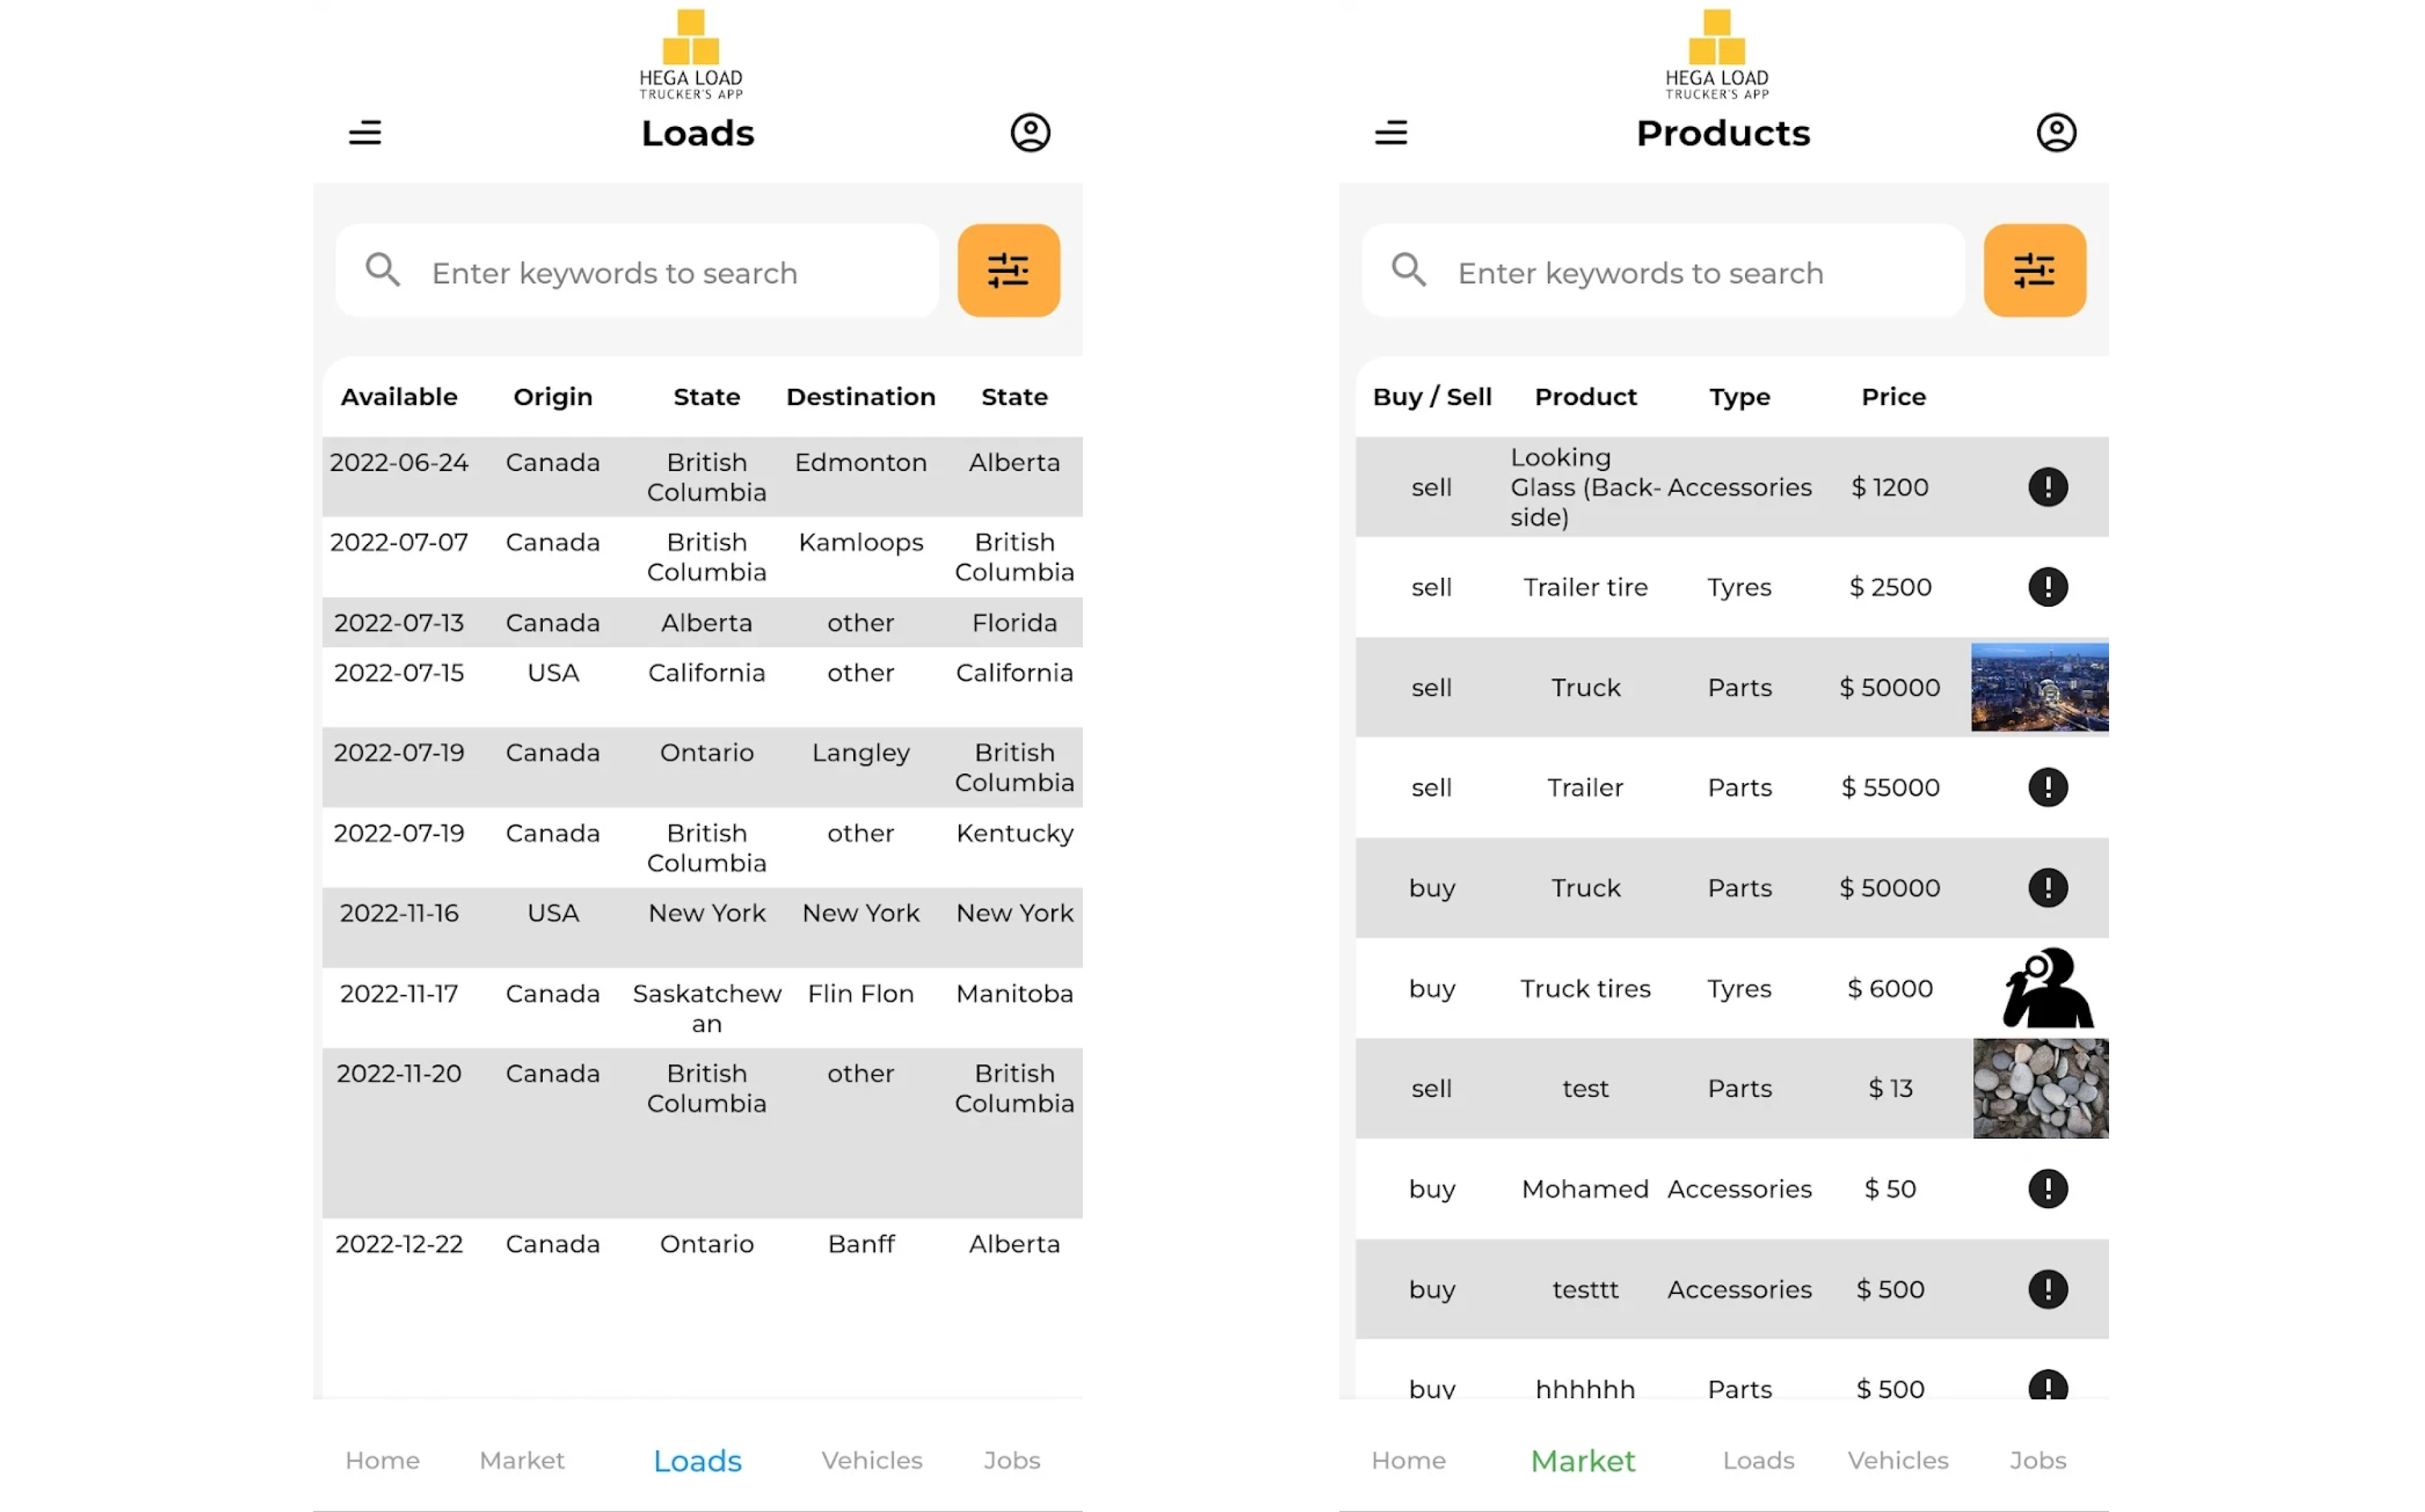 HEGA LOAD
TRUCKER'S APP
Loads
Enter keywords to search
Available Origin State Destination State
2022-06-24 Canada British Columbia Edmonton Alberta
2022-07-07 Canada British Columbia Kamloops British Columbia
2022-07-13 Canada Alberta other Florida
2022-07-15 USA California other California
2022-07-19 Canada Ontario Langley British Columbia
2022-07-19 Canada British Columbia other Kentucky
2022-11-16 USA New York New York New York
2022-11-17 Canada Saskatchewan Flin Flon Manitoba
2022-11-20 Canada British Columbia other British Columbia
2022-12-22 Canada Ontario Banff Alberta
Home Market Loads Vehicles Jobs
HEGA LOAD
TRUCKER'S APP
Products
Enter keywords to search
Buy / Sell Product Type Price
sell Looking Glass (Back-side) Accessories $ 1200
sell Trailer tire Tyres $ 2500
sell Truck Parts $ 50000
sell Trailer Parts $ 55000
buy Truck Parts $ 50000
buy Truck tires Tyres $ 6000
sell test Parts $ 13
buy Mohamed Accessories $ 50
buy testtt Accessories $ 500
buy hhhhhh Parts $ 500
Home Market Loads Vehicles Jobs